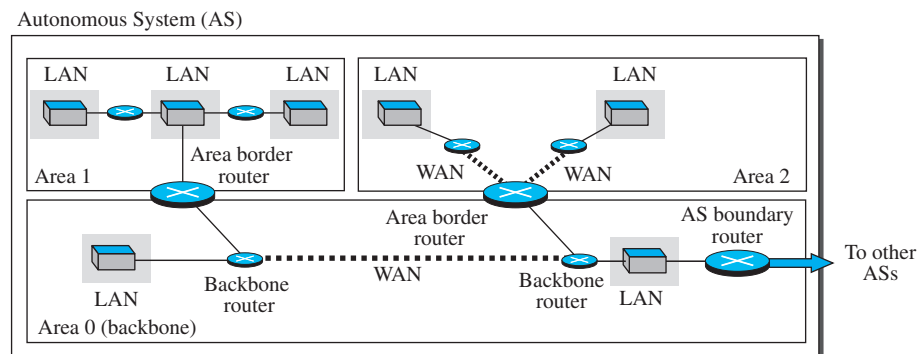 Autonomous System (AS)
LAN
LAN
LAN
Area border
router
Area 1
LAN
LAN
WAN
WAN
Area 2
Area border
router
AS boundary
router
To other
ASs
LAN
Backbone
router
WAN
Backbone
router
LAN
Area 0 (backbone)